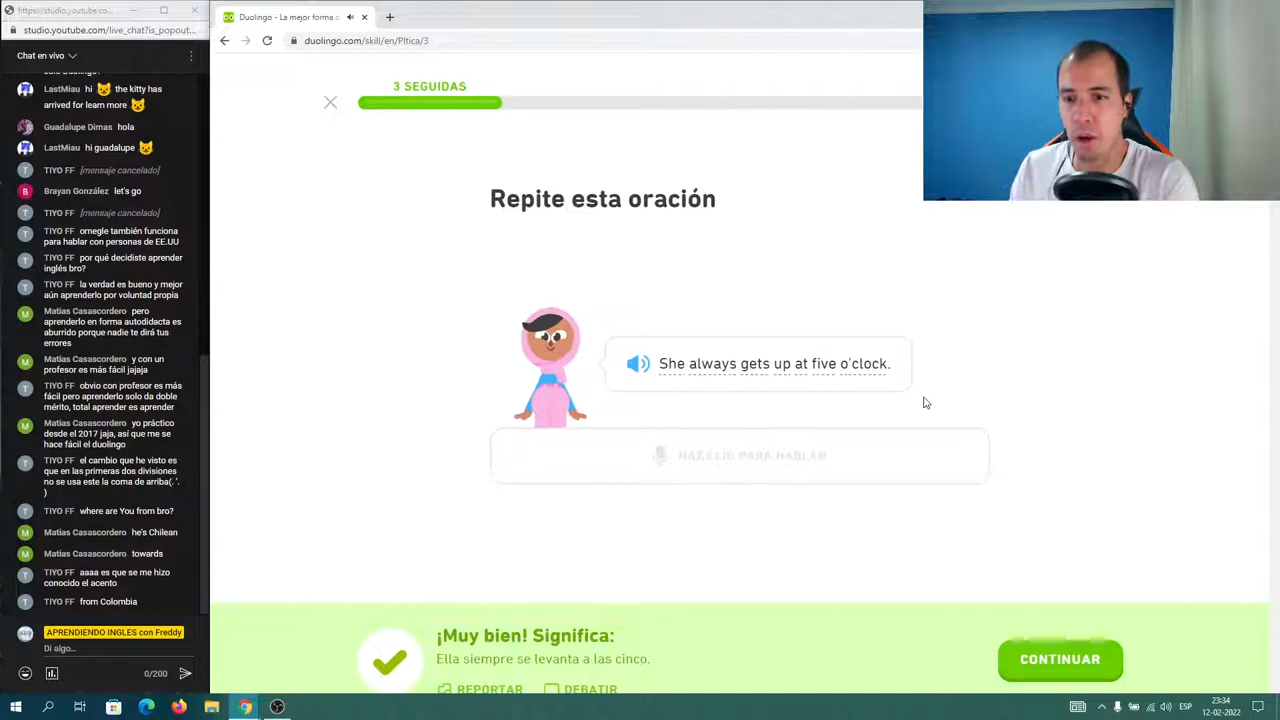 https://studio.youtube.co...
studio.youtube.com/live_chat?is_popout...
Chat en vivo
LastMiau hi 😺 the kitty has
arrived for learn more 😺
Guadalupe Dimas hola
LastMiau hi guadalupe 😺
TIYO FF [mensaje cancelado]
Brayan González let's go
TIYO FF [mensaje cancelado]
TIYO FF omegle también funciona
para hablar con personas de EE.UU
TIYO FF por qué decidiste aprender
inglés bro?
TIYO FF la verdad es bueno y mejor
aún aprenderlo por voluntad propia
Matías Casascordero pero
aprenderlo en forma autodidacta es
aburrido porque nadie te dirá tus
errores
Matías Casascordero y con un
profesor es más fácil jajaja
TIYO FF obvio con profesor es más
fácil pero aprenderlo solo da doble
mérito, total aprender es aprender
Matías Casascordero yo práctico
desde el 2017 jaja, así que me se
hace fácil el duolingo
TIYO FF el cambio que he visto es
que en las primeras dos divisiones
no se usa este la coma de arriba(. '.
)
TIYO FF where are You from bro?
Matías Casascordero he's Chilean
Matías Casascordero towards
TIYO FF aaaa es que se me hizo
conocido el acento
TIYO FF from Colombia
APRENDIENDO INGLES con Freddy
Di algo...
0/200
Duolingo - La mejor forma d
duolingo.com/skill/en/Pltica/3
3 SEGUIDAS
Repite esta oración
She always gets up at five o'clock.
HAZ CLIC PARA HABLAR
¡Muy bien! Significa:
Ella siempre se levanta a las cinco.
REPORTAR DEBATIR
CONTINUAR
ESP
23:34
12-02-2022